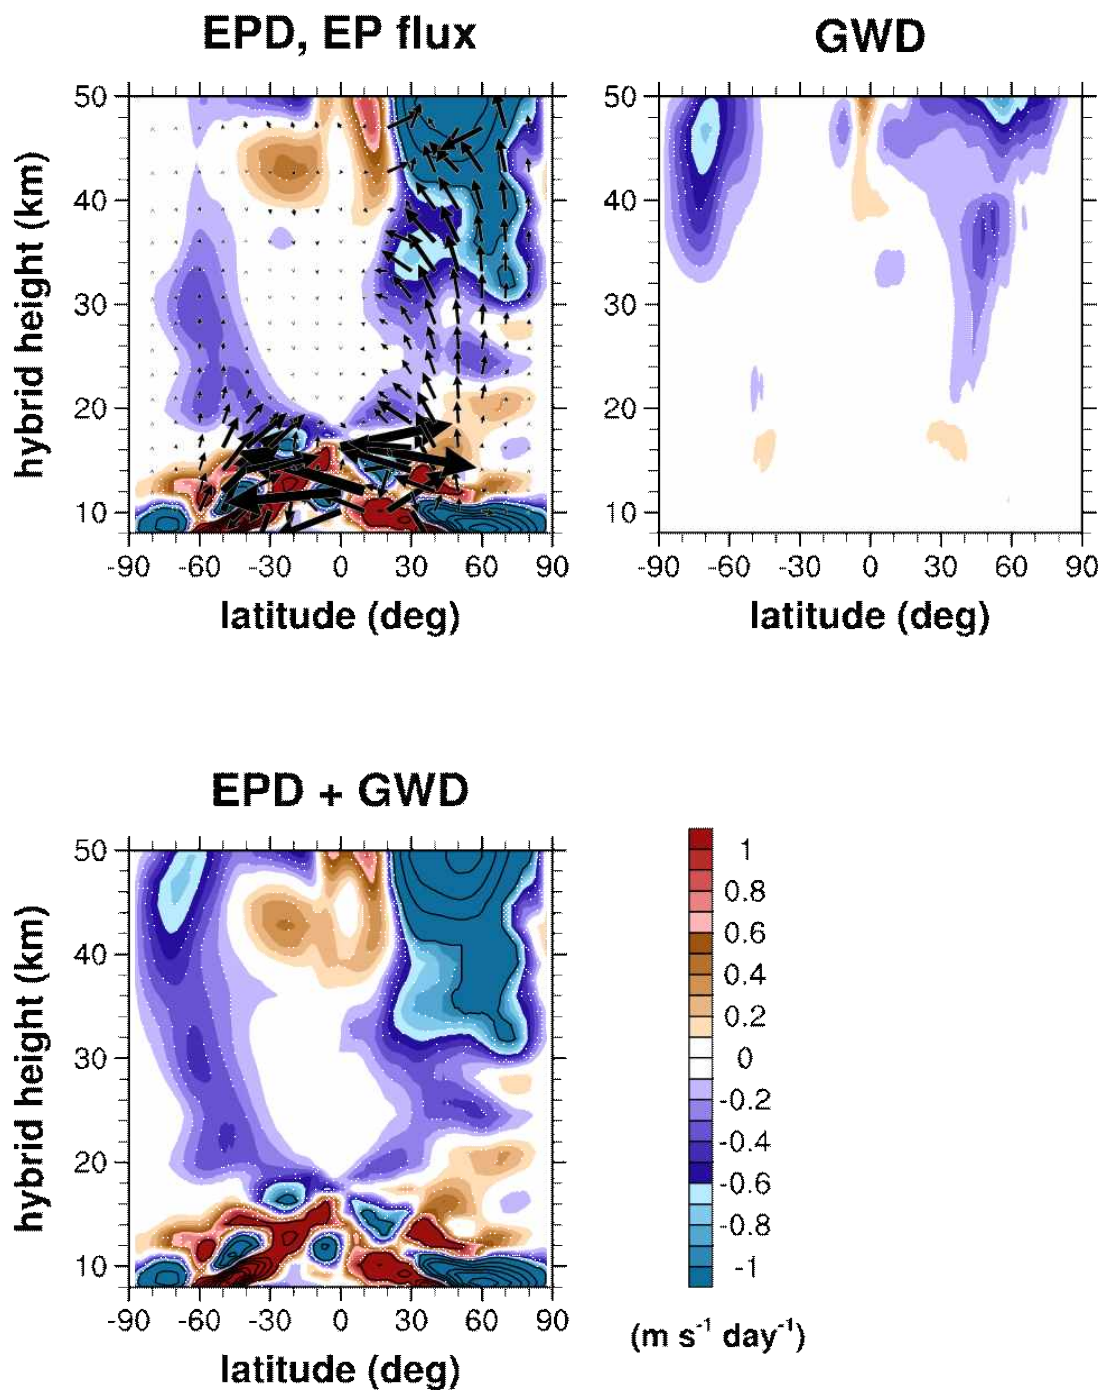 EPD, EP flux
GWD
hybrid height (km)
50
40
30
20
10
-90 -60 -30 0 30 60 90
latitude (deg)
50
40
30
20
10
-90 -60 -30 0 30 60 90
latitude (deg)
EPD + GWD
hybrid height (km)
50
40
30
20
10
-90 -60 -30 0 30 60 90
latitude (deg)
1
0.8
0.6
0.4
0.2
0
-0.2
-0.4
-0.6
-0.8
-1
(m s⁻¹ day⁻¹)